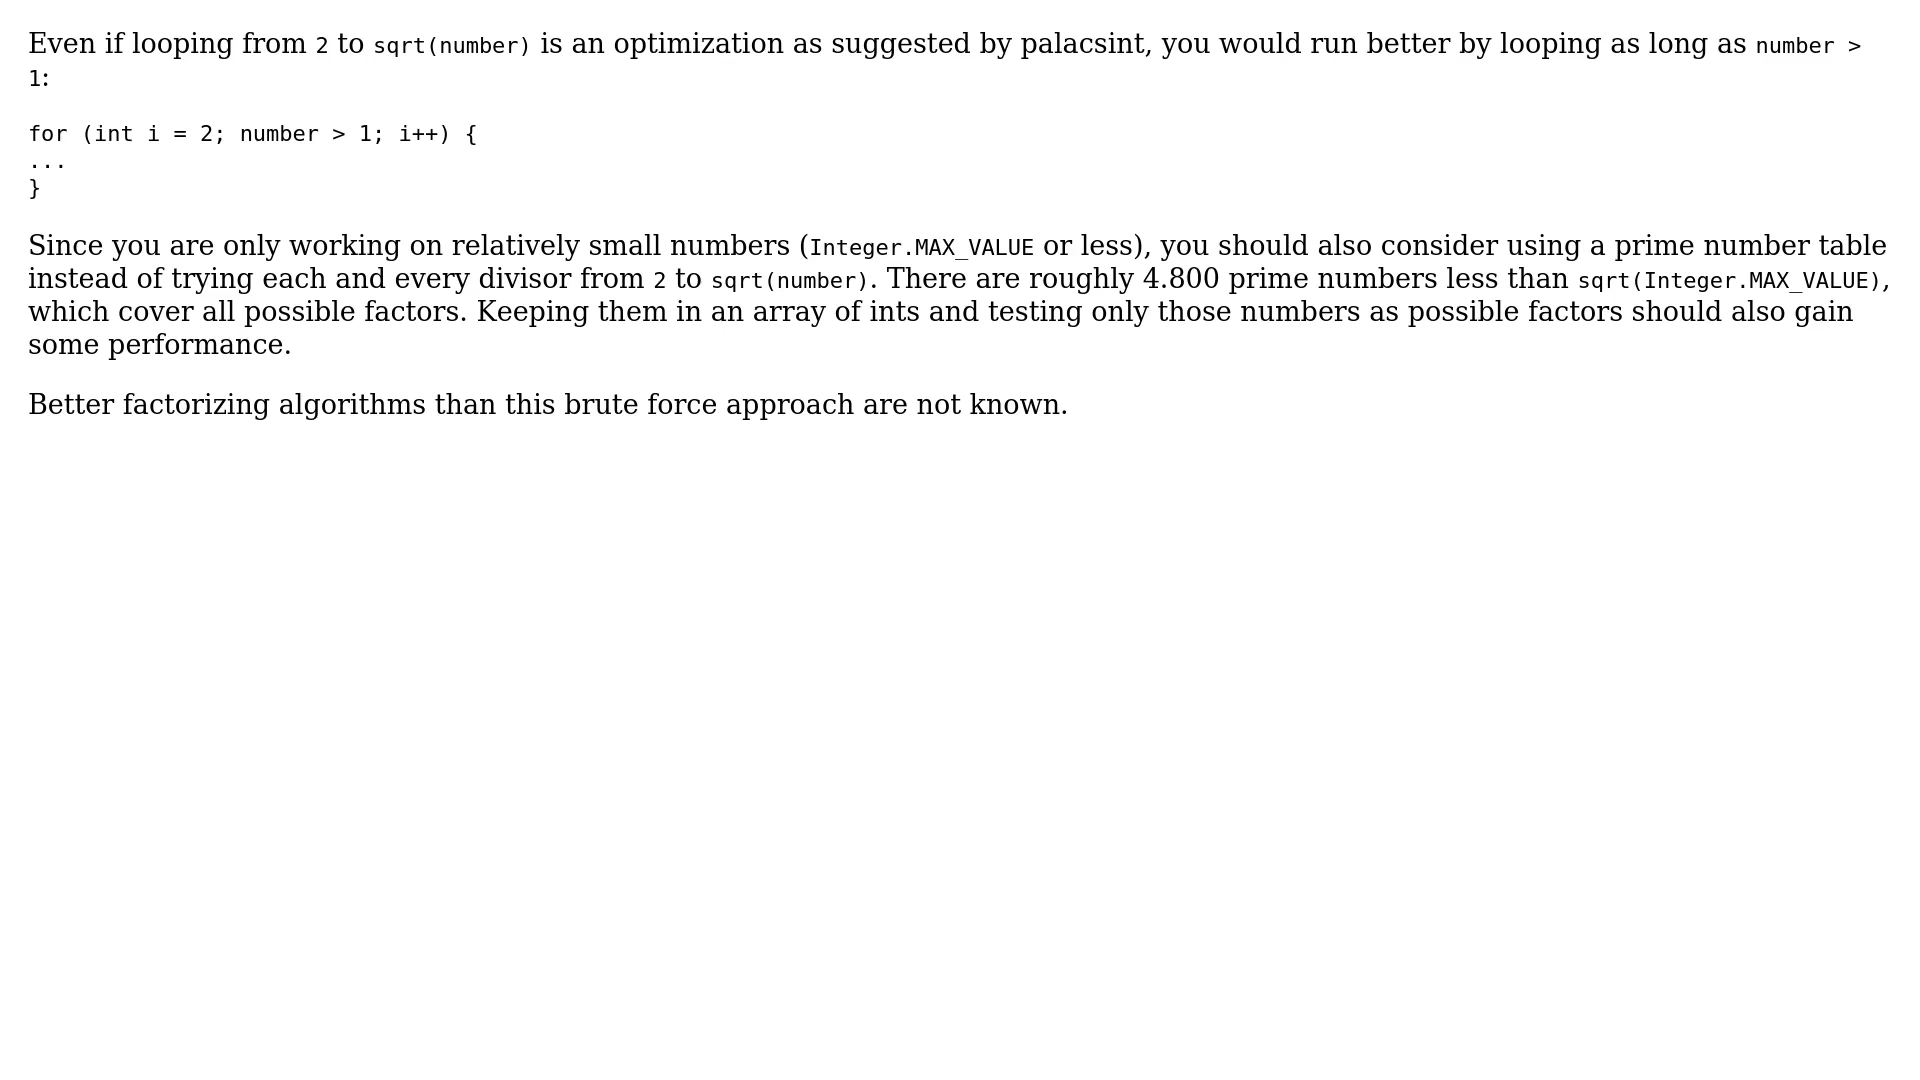 Even if looping from 2 to sqrt(number) is an optimization as suggested by palacsint, you would run better by looping as long as number >
1:
for (int i = 2; number > 1; i++) {
...
}
Since you are only working on relatively small numbers (Integer.MAX_VALUE or less), you should also consider using a prime number table
instead of trying each and every divisor from 2 to sqrt(number). There are roughly 4.800 prime numbers less than sqrt(Integer.MAX_VALUE),
which cover all possible factors. Keeping them in an array of ints and testing only those numbers as possible factors should also gain
some performance.
Better factorizing algorithms than this brute force approach are not known.